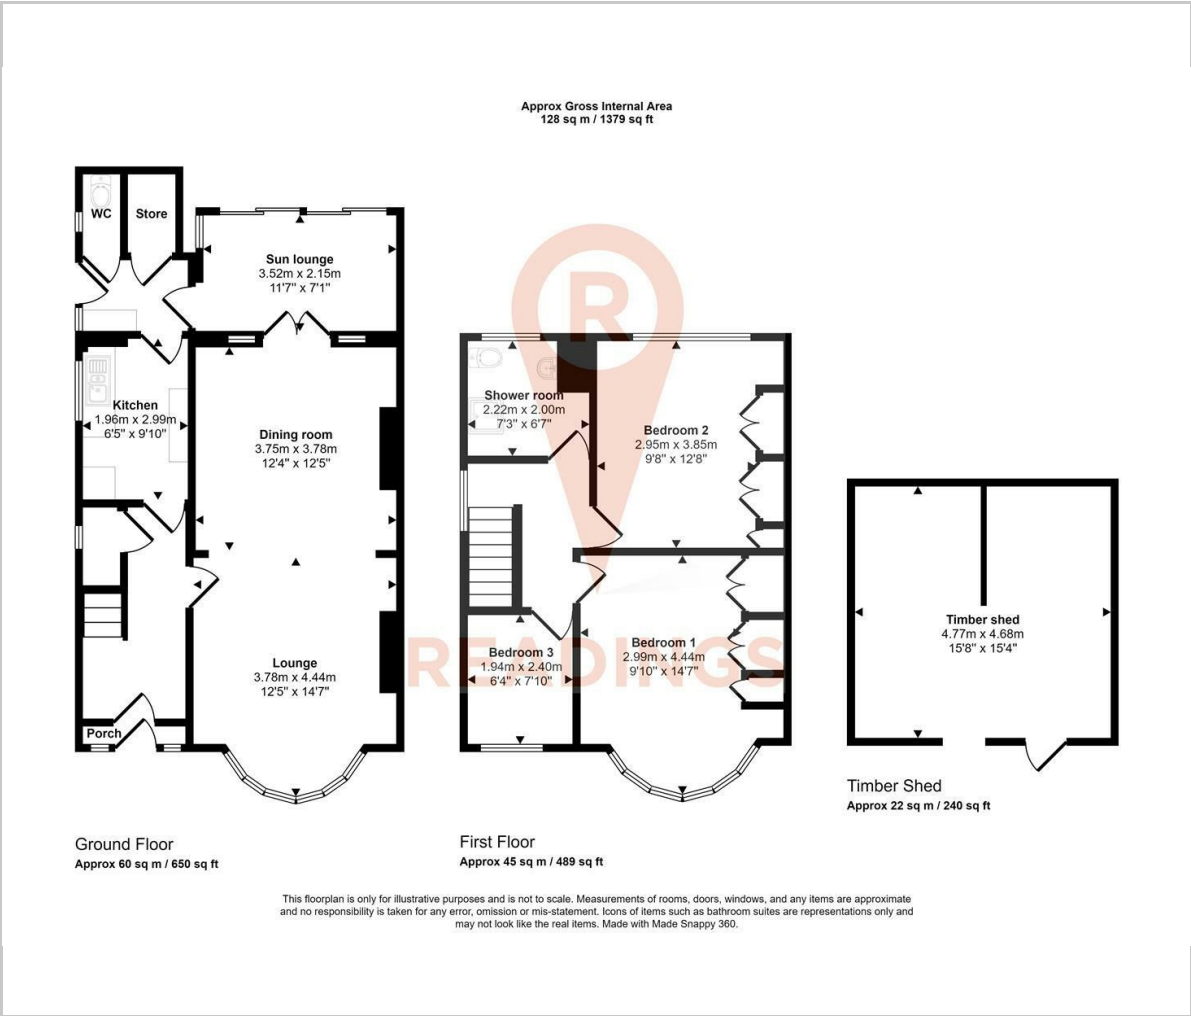 Approx Gross Internal Area
128 sq m / 1379 sq ft
WC
Store
Sun lounge
3.52m x 2.15m
11'7" x 7'1"
Kitchen
1.96m x 2.99m
6'5" x 9'10"
Dining room
3.75m x 3.78m
12'4" x 12'5"
Lounge
3.78m x 4.44m
12'5" x 14'7"
Porch
Ground Floor
Approx 60 sq m / 650 sq ft
R
READINGS
Shower room
2.22m x 2.00m
7'3" x 6'7"
Bedroom 2
2.95m x 3.85m
9'8" x 12'8"
Bedroom 3
1.94m x 2.40m
6'4" x 7'10"
Bedroom 1
2.99m x 4.44m
9'10" x 14'7"
First Floor
Approx 45 sq m / 489 sq ft
Timber shed
4.77m x 4.68m
15'8" x 15'4"
Timber Shed
Approx 22 sq m / 240 sq ft
This floorplan is only for illustrative purposes and is not to scale. Measurements of rooms, doors, windows, and any items are approximate
and no responsibility is taken for any error, omission or mis-statement. Icons of items such as bathroom suites are representations only and
may not look like the real items. Made with Made Snappy 360.